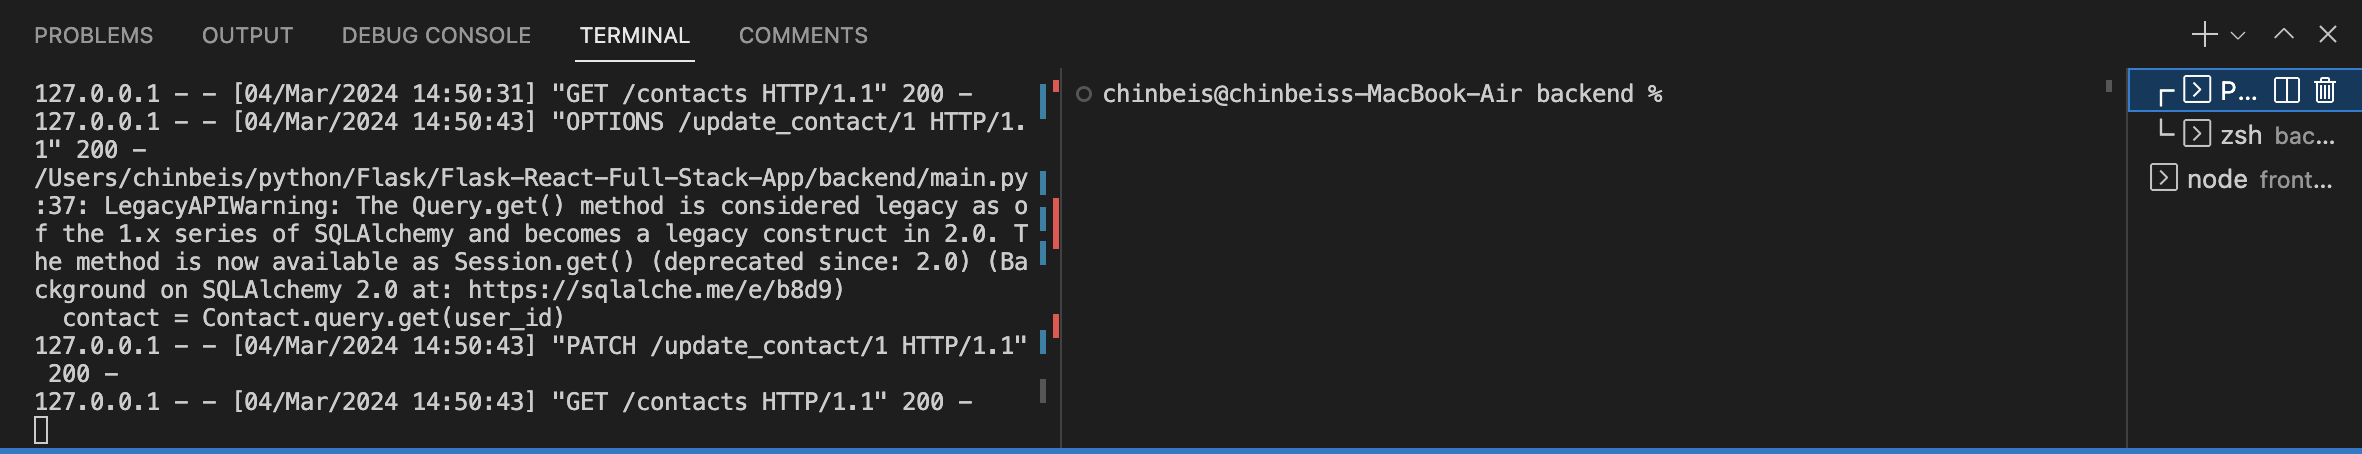 PROBLEMS OUTPUT DEBUG CONSOLE TERMINAL COMMENTS
127.0.0.1 - - [04/Mar/2024 14:50:31] "GET /contacts HTTP/1.1" 200 -
127.0.0.1 - - [04/Mar/2024 14:50:43] "OPTIONS /update_contact/1 HTTP/1.
1" 200 -
/Users/chinbeis/python/Flask/Flask-React-Full-Stack-App/backend/main.py
:37: LegacyAPIWarning: The Query.get() method is considered legacy as o
f the 1.x series of SQLAlchemy and becomes a legacy construct in 2.0. T
he method is now available as Session.get() (deprecated since: 2.0) (Ba
ckground on SQLAlchemy 2.0 at: https://sqlalche.me/e/b8d9)
  contact = Contact.query.get(user_id)
127.0.0.1 - - [04/Mar/2024 14:50:43] "PATCH /update_contact/1 HTTP/1.1"
 200 -
127.0.0.1 - - [04/Mar/2024 14:50:43] "GET /contacts HTTP/1.1" 200 -
chinbeis@chinbeiss-MacBook-Air backend %
P...
zsh bac...
node front...